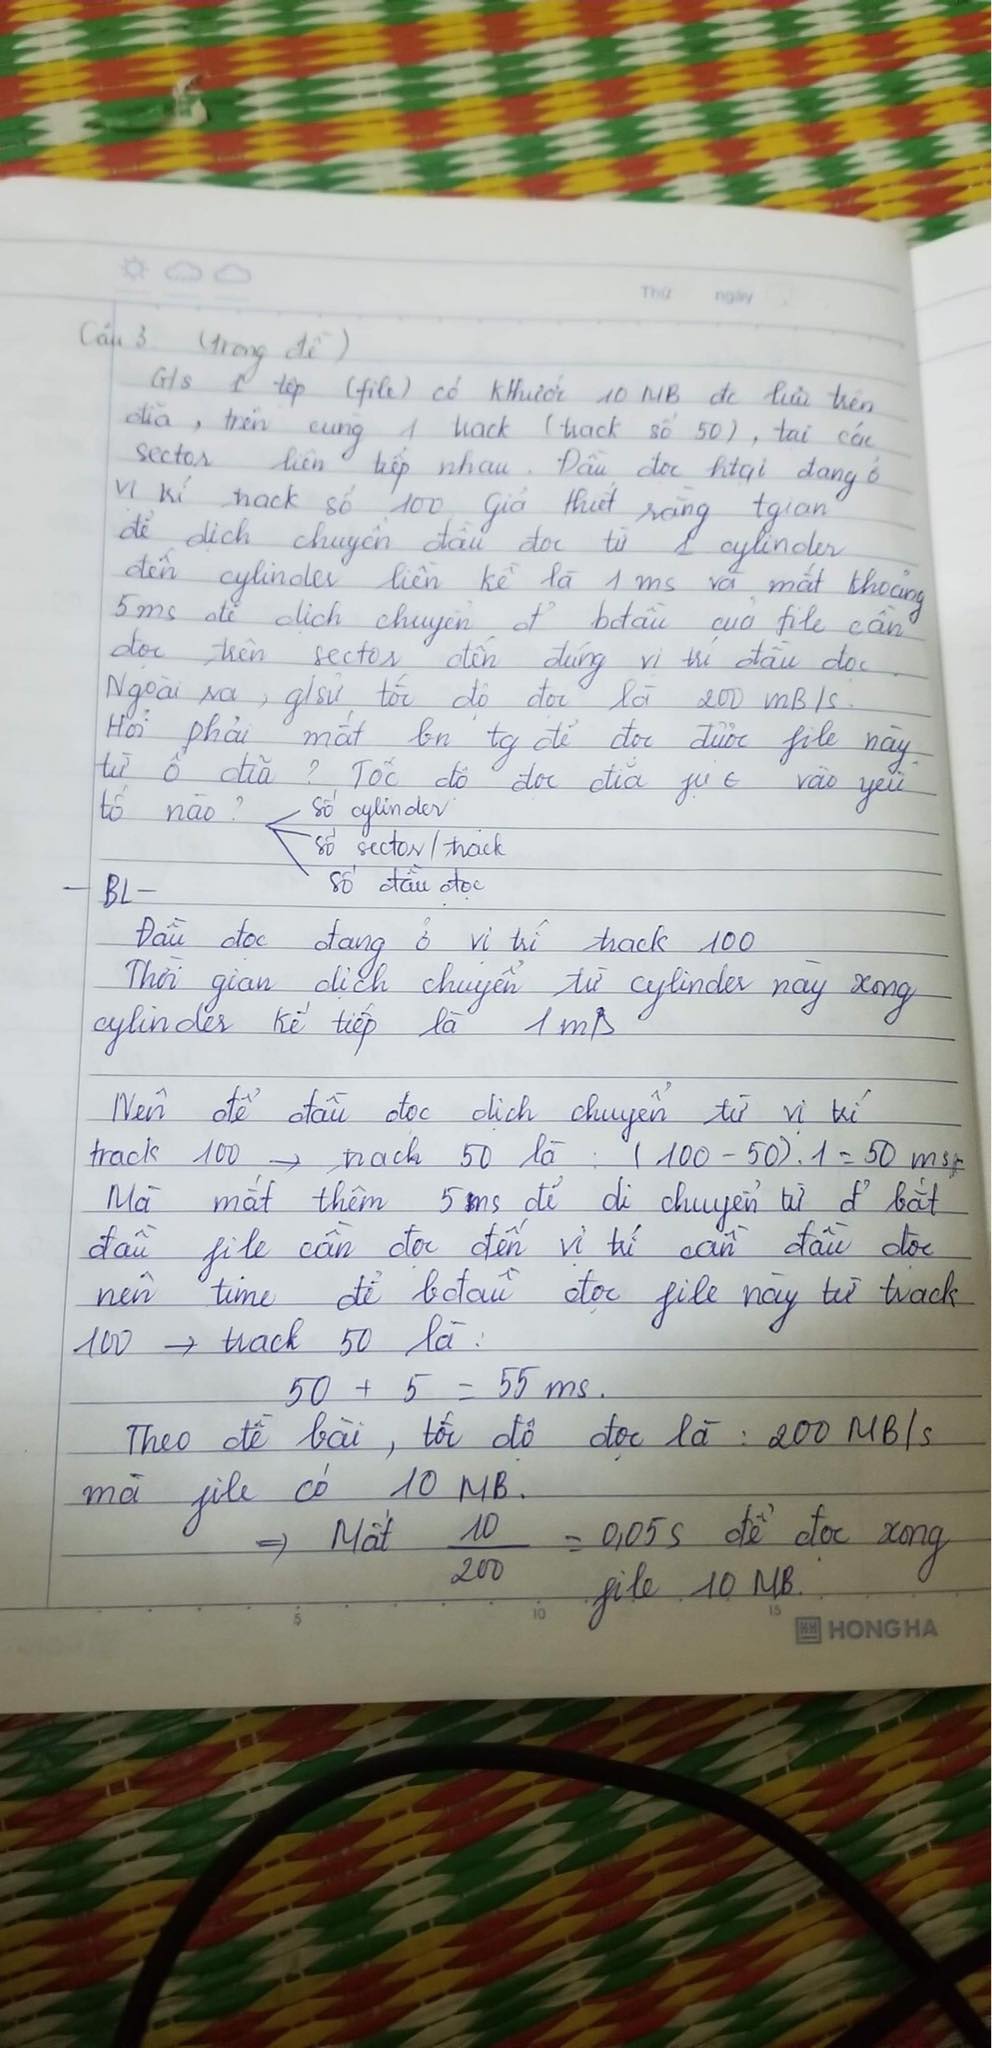 Thứ ngày
Câu 3 (trong đề)
G/s 1 tệp (file) có kthước 10 MB đc lưu trên
đĩa, trên cùng 1 track (track số 50), tại các
sector liên tiếp nhau. Đầu đọc htại đang ở
vị trí track số 100 Giả thiết rằng tgian
để dịch chuyển đầu đọc từ 1 cylinder
đến cylinder liền kề là 1 ms và mất khoảng
5ms để dịch chuyển đ' bđầu của file cần
đọc trên sector đến đúng vị trí đầu đọc
Ngoài ra, g/sử tốc độ đọc là 200 mB/s.
Hỏi phải mất bn tg để đọc được file này
từ ổ đĩa? Tốc độ đọc đĩa ∈ vào yếu
tố nào?
số cylinder
số sector/track
số đầu đọc
- BL -
Đầu đọc đang ở vị trí track 100
Thời gian dịch chuyển từ cylinder này xong
cylinder kế tiếp là 1 ms
Nên để đầu đọc dịch chuyển từ vị trí
track 100 → track 50 là : (100 - 50).1 = 50 ms.
Mà mất thêm 5ms để di chuyển từ đ' bắt
đầu file cần đọc đến vị trí cần đầu đọc
nên time để bđầu đọc file này từ track
100 → track 50 là :
50 + 5 = 55 ms.
Theo đề bài, tốc độ đọc là : 200 MB/s
mà file có 10 MB.
⇒ Mất 10/200 = 0,05s để đọc xong
file 10 MB.
5 10 15
HONG HA